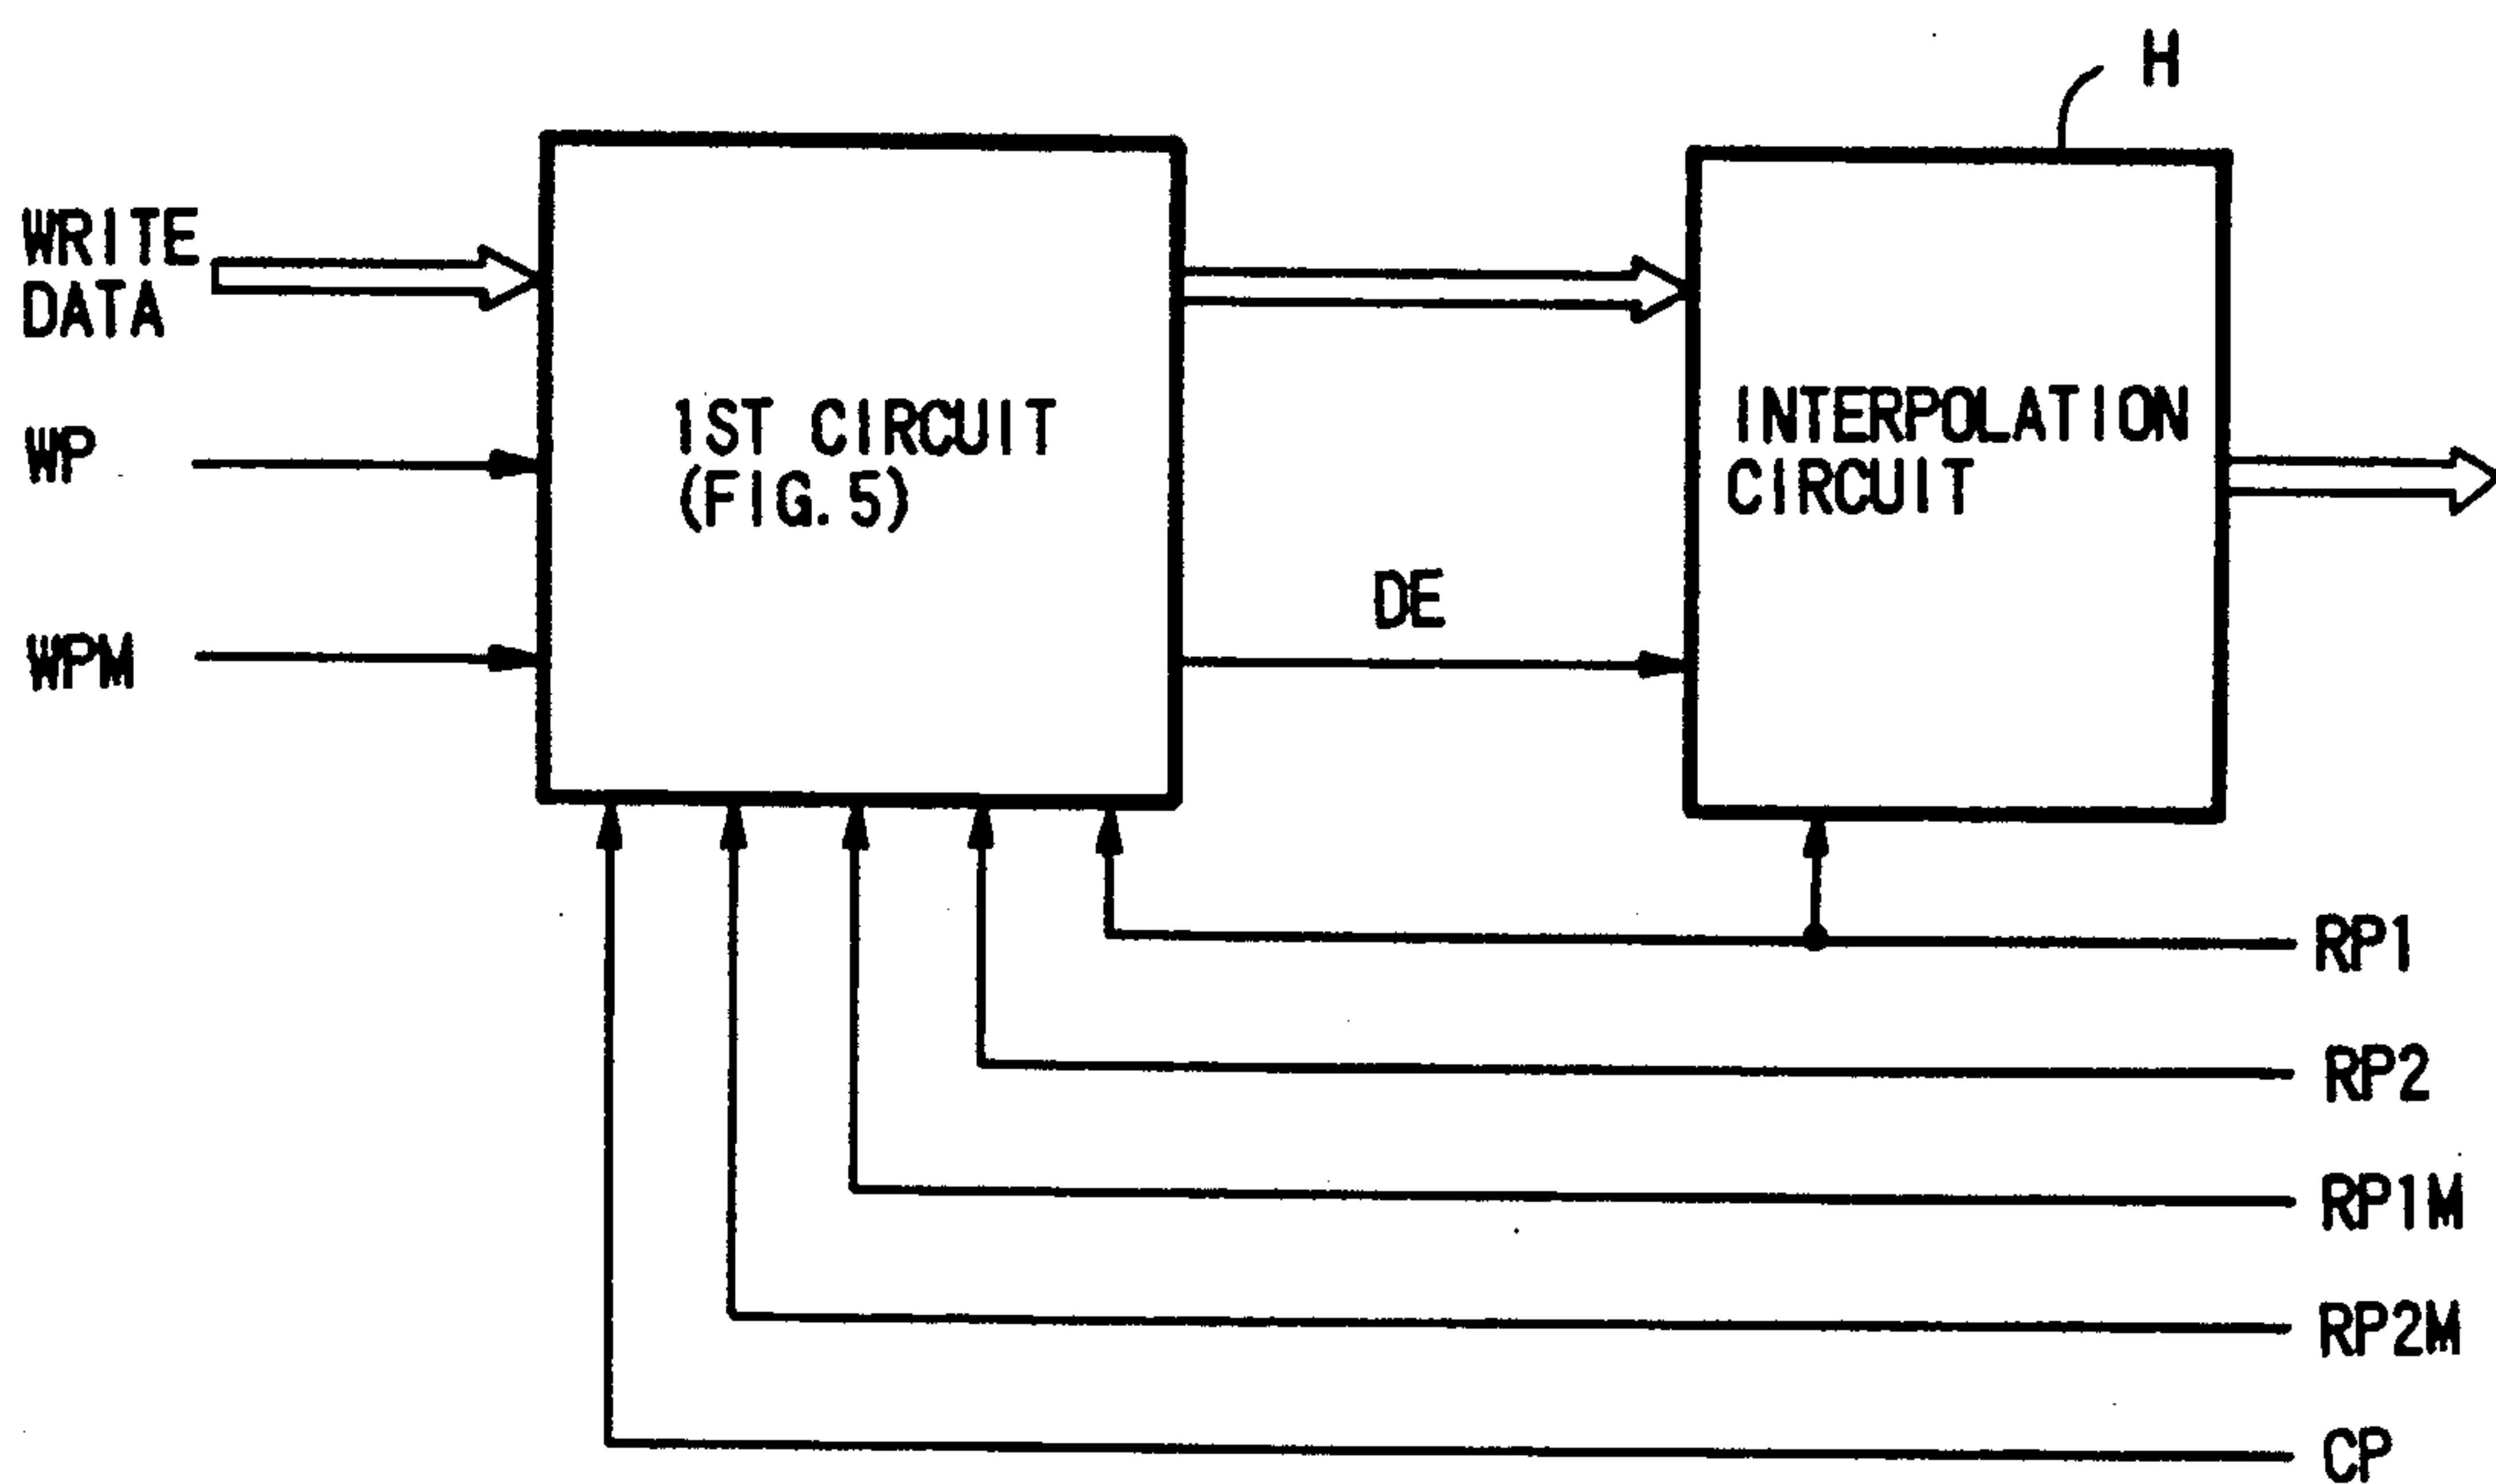 H
WRITE
DATA
1ST CIRCUIT
(FIG. 5)
INTERPOLATION
CIRCUIT
WP
DE
WPM
RP1
RP2
RP1M
RP2M
CP